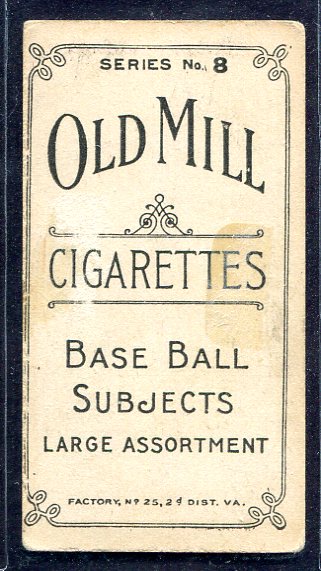 SERIES No. 8
OLD MILL
CIGARETTES
BASE BALL
SUBJECTS
LARGE ASSORTMENT
FACTORY, Nº 25, 2d DIST. VA.